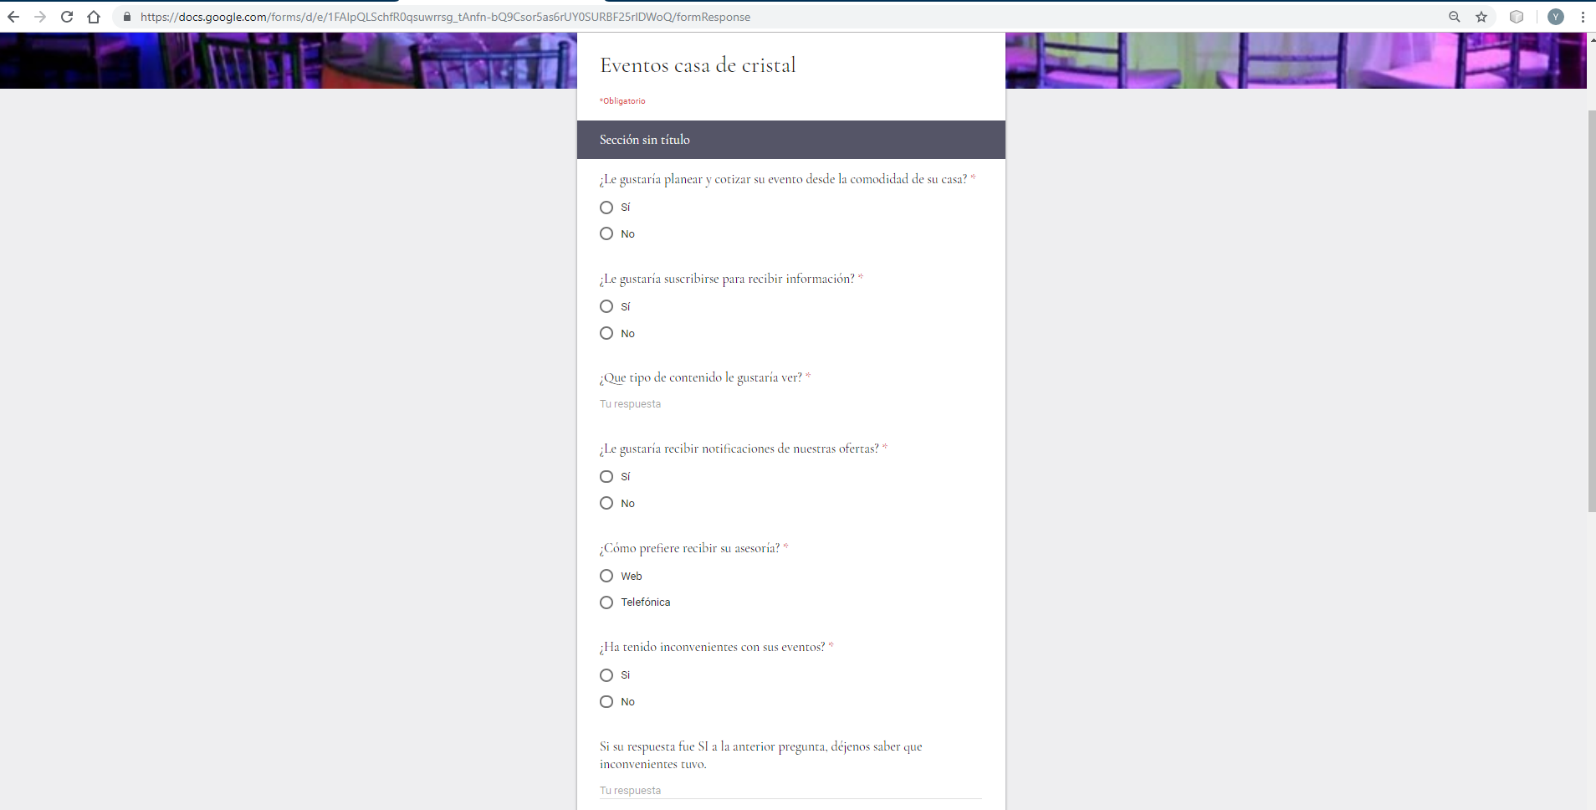 https://docs.google.com/forms/d/e/1FAIpQLSchfR0qsuwrrsg_tAnfn-bQ9Csor5as6rUY0SURBF25rIDWoQ/formResponse
Y
Eventos casa de cristal
*Obligatorio
Sección sin título
¿Le gustaría planear y cotizar su evento desde la comodidad de su casa? *
Sí
No
¿Le gustaría suscribirse para recibir información? *
Sí
No
¿Que tipo de contenido le gustaría ver? *
Tu respuesta
¿Le gustaría recibir notificaciones de nuestras ofertas? *
Sí
No
¿Cómo prefiere recibir su asesoría? *
Web
Telefónica
¿Ha tenido inconvenientes con sus eventos? *
Si
No
Si su respuesta fue SI a la anterior pregunta, déjenos saber que
inconvenientes tuvo.
Tu respuesta